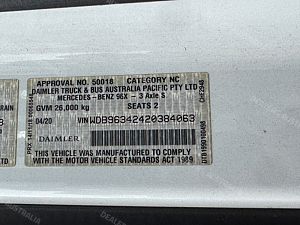 APPROVAL NO. 50018 CATEGORY NC
DAIMLER TRUCK & BUS AUSTRALIA PACIFIC PTY LTD
MERCEDES-BENZ 96X - 3 Axle S
GVM 26,000 kg SEATS 2
04/20 VIN WDB96342420384063
DAIMLER
THIS VEHICLE WAS MANUFACTURED TO COMPLY
WITH THE MOTOR VEHICLE STANDARDS ACT 1989